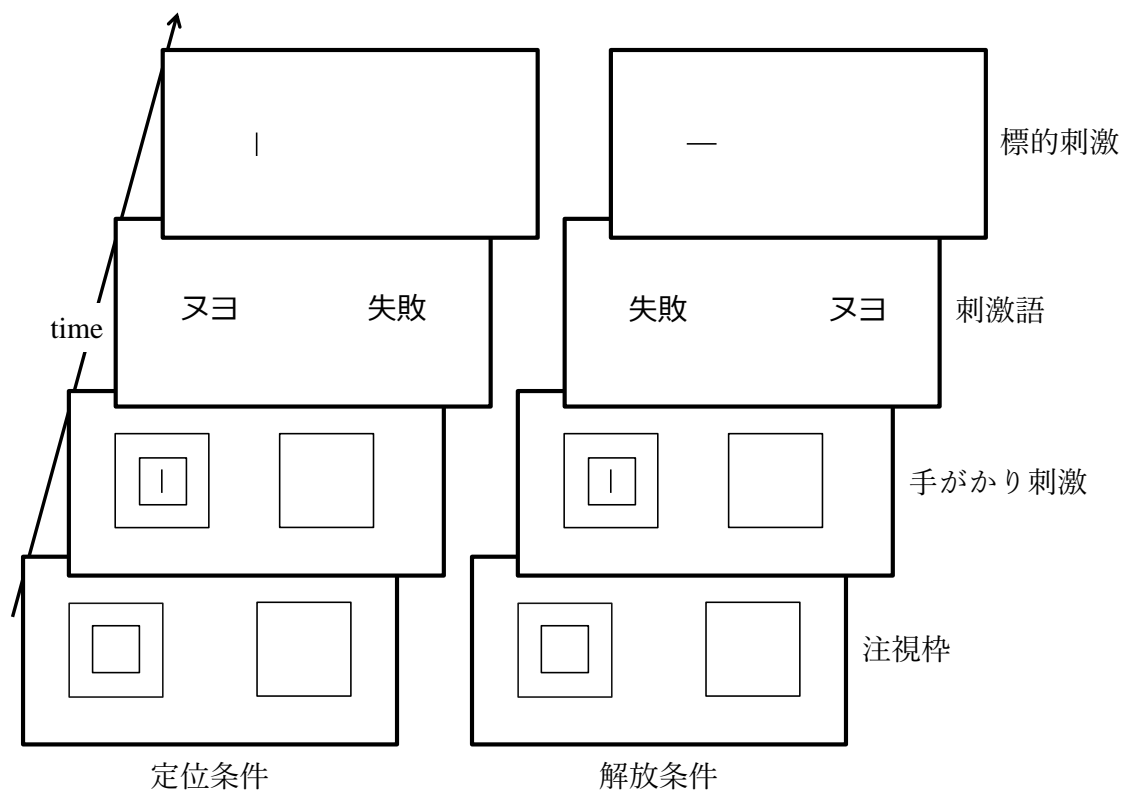 標的刺激
ヌヨ 失敗 失敗 ヌヨ 刺激語
time
手がかり刺激
注視枠
定位条件 解放条件